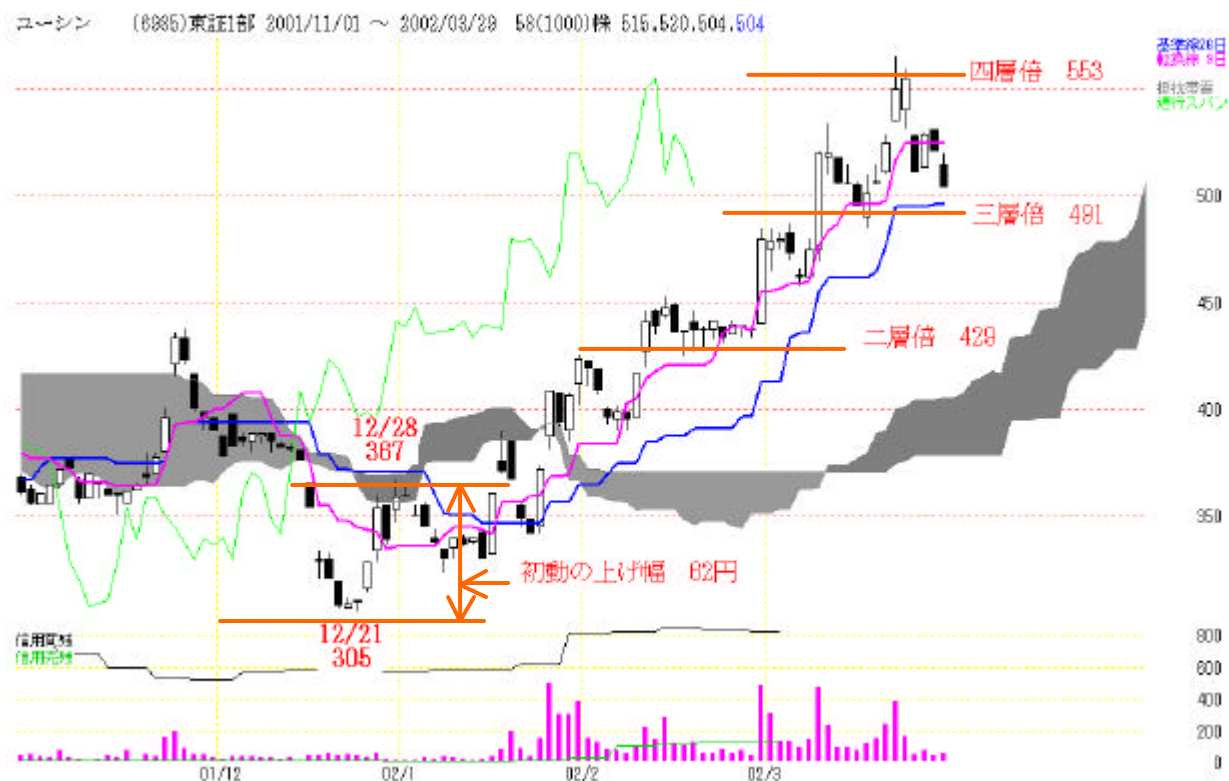 ユーシン (6985)東証1部 2001/11/01 ～ 2002/03/29 58(1000)株 515.520.504.504
基準線26日
転換線 9日
抵抗帯雲
遅行スパン
四層倍 553
500
三層倍 491
450
二層倍 429
400
12/28
367
350
初動の上げ幅 62円
12/21
305
信用買残
信用売残
800
600
400
200
0
01/12
02/1
02/2
02/3